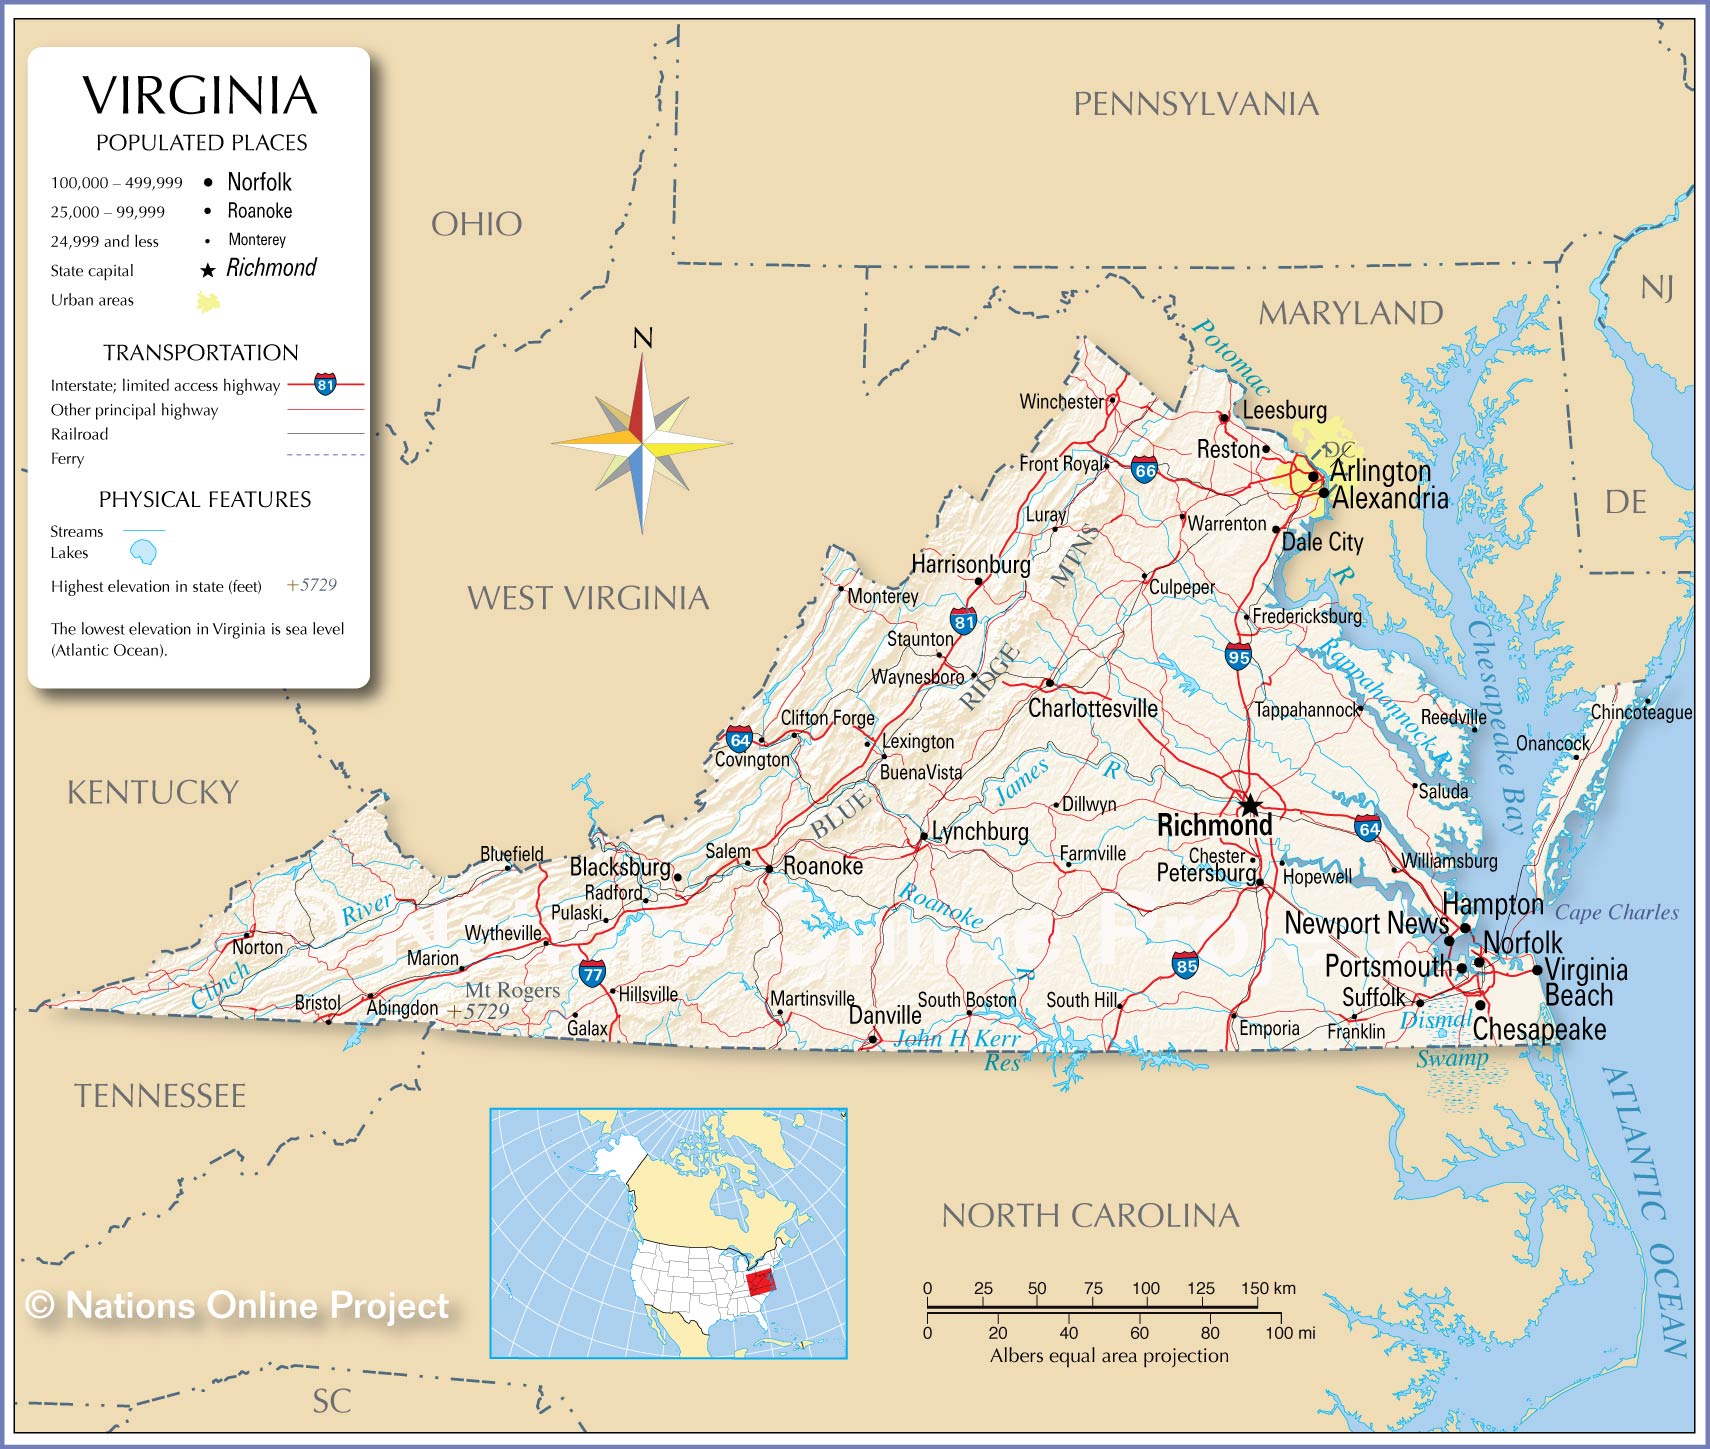 VIRGINIA
POPULATED PLACES
100,000 – 499,999 Norfolk
25,000 – 99,999 Roanoke
24,999 and less Monterey
State capital Richmond
Urban areas
TRANSPORTATION
Interstate; limited access highway 81
Other principal highway
Railroad
Ferry
PHYSICAL FEATURES
Streams
Lakes
Highest elevation in state (feet) +5729
The lowest elevation in Virginia is sea level
(Atlantic Ocean).
PENNSYLVANIA
OHIO
NJ
MARYLAND
N
Potomac
Winchester
Leesburg
DC
Reston
Front Royal
66
Arlington
Alexandria
DE
Luray
Warrenton
Dale City
MTNS
Harrisonburg
R
WEST VIRGINIA
Monterey
Culpeper
81
Fredericksburg
Staunton
95
Rappahannock R
Chesapeake Bay
Waynesboro
RIDGE
Charlottesville
Tappahannock
Reedville
Chincoteague
Clifton Forge
64
Lexington
Onancock
Covington
BuenaVista
James R
KENTUCKY
BLUE
Dillwyn
Saluda
Richmond
64
Lynchburg
Bluefield
Salem
Farmville
Chester
Williamsburg
Blacksburg
Roanoke
Petersburg
Hopewell
Radford
River
Roanoke
R
Pulaski
Hampton
Cape Charles
Newport News
Wytheville
Norton
Norfolk
Marion
77
85
Portsmouth
Virginia
Beach
Clinch
Mt Rogers
+5729
Hillsville
Bristol
Abingdon
Martinsville
South Boston
South Hill
Suffolk
Galax
Danville
Emporia
Franklin
Dismal
Swamp
Chesapeake
John H Kerr
Res
TENNESSEE
ATLANTIC OCEAN
NORTH CAROLINA
© Nations Online Project
© Nations Online Project
0 25 50 75 100 125 150 km
0 20 40 60 80 100 mi
Albers equal area projection
SC